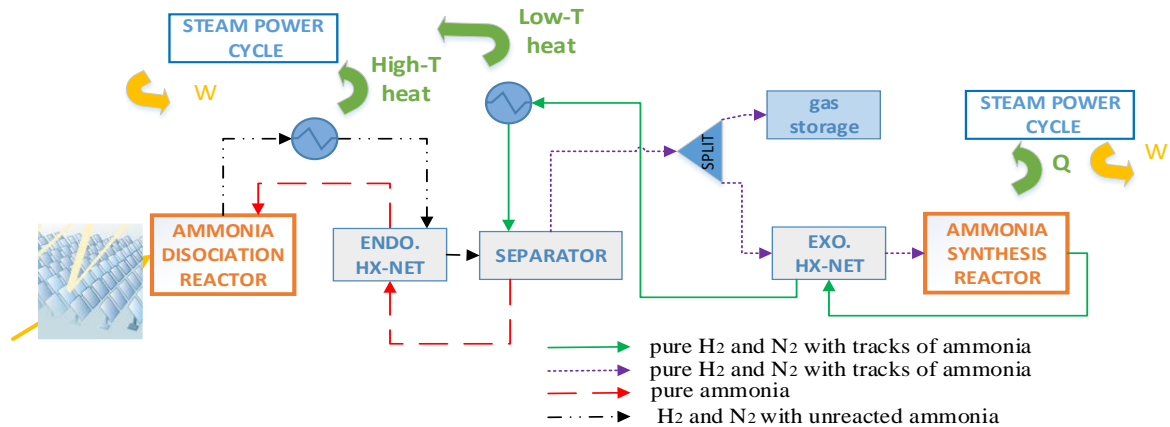 STEAM POWER
CYCLE
W
High-T
heat
Low-T
heat
gas
storage
SPLIT
STEAM POWER
CYCLE
Q
W
AMMONIA
DISOCIATION
REACTOR
ENDO.
HX-NET
SEPARATOR
EXO.
HX-NET
AMMONIA
SYNTHESIS
REACTOR
pure H2 and N2 with tracks of ammonia
pure H2 and N2 with tracks of ammonia
pure ammonia
H2 and N2 with unreacted ammonia